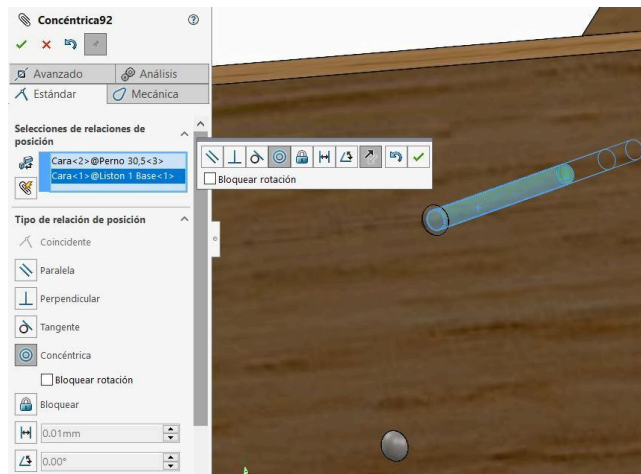 Concéntrica92
Avanzado
Análisis
Estándar
Mecánica
Selecciones de relaciones de
posición
Cara<2>@Perno 30,5<3>
Cara<1>@Liston 1 Base<1>
Bloquear rotación
Tipo de relación de posición
Coincidente
Paralela
Perpendicular
Tangente
Concéntrica
Bloquear rotación
Bloquear
0.01mm
0.00°